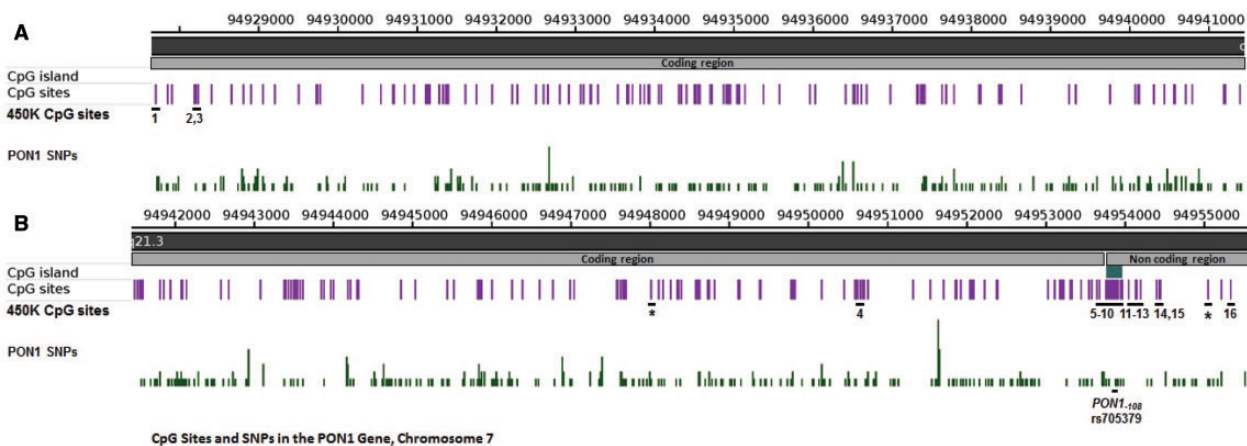 A
94929000 94930000 94931000 94932000 94933000 94934000 94935000 94936000 94937000 94938000 94939000 94940000 94941000
Coding region
CpG island
CpG sites
450K CpG sites
1 2,3
PON1 SNPs
B
94942000 94943000 94944000 94945000 94946000 94947000 94948000 94949000 94950000 94951000 94952000 94953000 94954000 94955000
q21.3
Coding region Non coding region
CpG island
CpG sites
450K CpG sites
* 4 5-10 11-13 14,15 * 16
PON1 SNPs
PON1-108
rs705379
CpG Sites and SNPs in the PON1 Gene, Chromosome 7